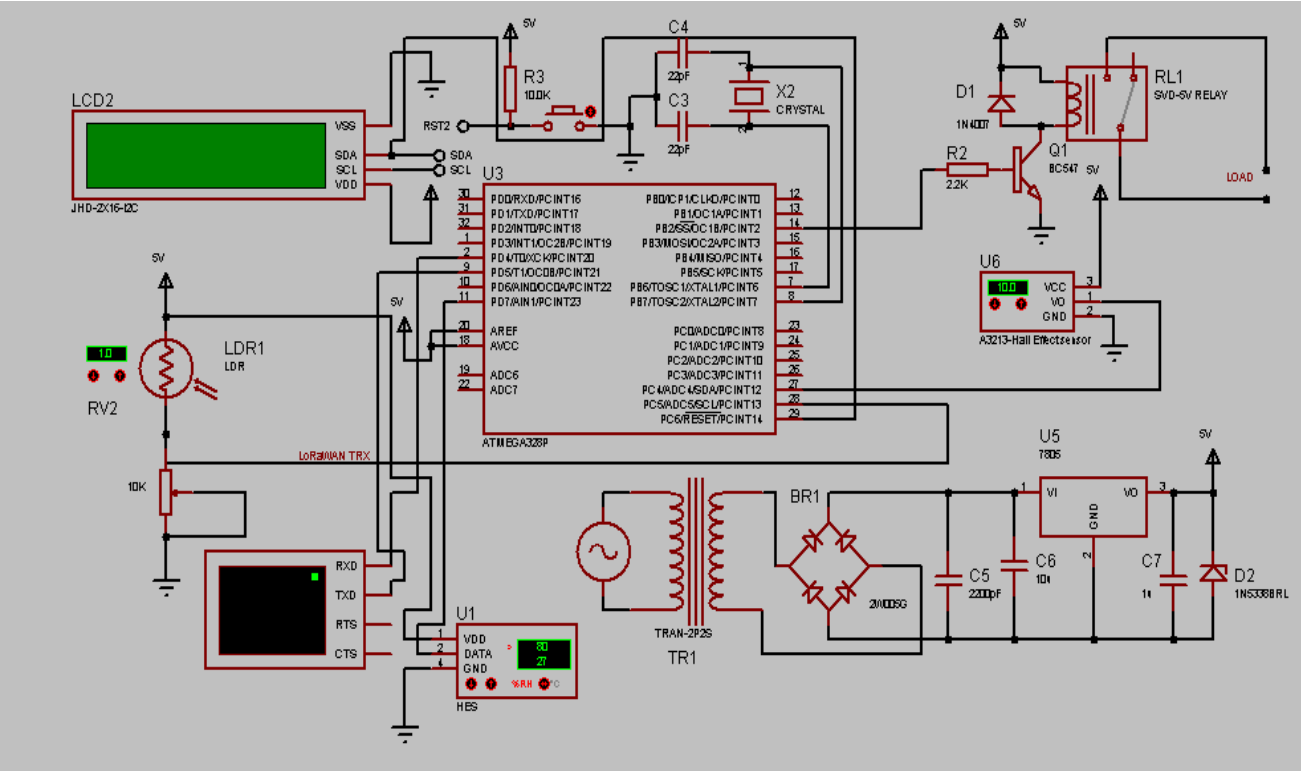 LCD2
VSS
SDA
SCL
VDD
JHD-2X16-I2C
SDA
SCL
5V
R3
10.0K
RST2
C4
22pF
C3
22pF
1
2
X2
CRYSTAL
5V
D1
1N4007
RL1
5VD-5V RELAY
Q1
BC547
R2
2.2K
LOAD
5V
U6
10.0
VCC
VO
GND
3
1
2
A3213-Hall Effect sensor
U3
30
31
32
1
2
9
10
11
20
18
19
22
PD0/RXD/PCINT16
PD1/TXD/PCINT17
PD2/INT0/PCINT18
PD3/INT1/OC2B/PCINT19
PD4/T0/XCK/PCINT20
PD5/T1/OC0B/PCINT21
PD6/AIN0/OC0A/PCINT22
PD7/AIN1/PCINT23
AREF
AVCC
ADC6
ADC7
PB0/ICP1/CLKO/PCINT0
PB1/OC1A/PCINT1
PB2/SS/OC1B/PCINT2
PB3/MOSI/OC2A/PCINT3
PB4/MISO/PCINT4
PB5/SCK/PCINT5
PB6/TOSC1/XTAL1/PCINT6
PB7/TOSC2/XTAL2/PCINT7
PC0/ADC0/PCINT8
PC1/ADC1/PCINT9
PC2/ADC2/PCINT10
PC3/ADC3/PCINT11
PC4/ADC4/SDA/PCINT12
PC5/ADC5/SCL/PCINT13
PC6/RESET/PCINT14
12
13
14
15
16
17
7
8
23
24
25
26
27
28
29
ATMEGA328P
5V
5V
LDR1
LDR
1.0
RV2
10K
LoRaWAN TRX
RXD
TXD
RTS
CTS
U1
1
2
4
VDD
DATA
GND
>
80
27
%RH
°C
HES
TRAN-2P2S
TR1
BR1
2W005G
C5
2200pF
C6
10u
U5
7805
1
VI
VO
3
GND
2
C7
1u
5V
D2
1N5338BRL